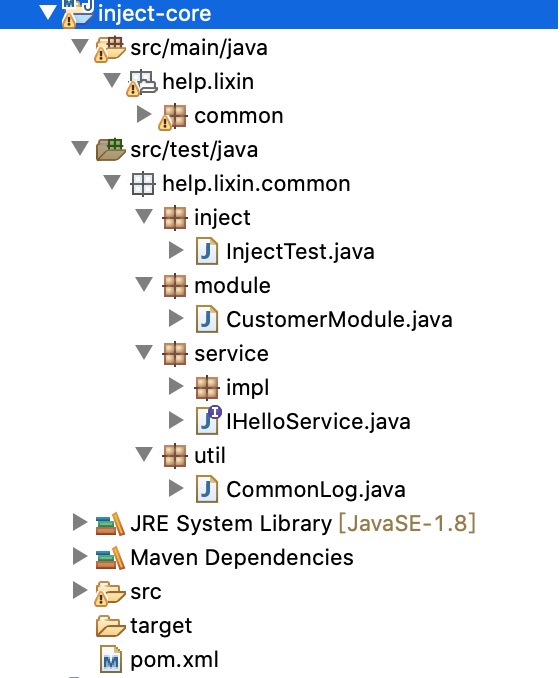 inject-core
src/main/java
help.lixin
common
src/test/java
help.lixin.common
inject
InjectTest.java
module
CustomerModule.java
service
impl
IHelloService.java
util
CommonLog.java
JRE System Library [JavaSE-1.8]
Maven Dependencies
src
target
pom.xml